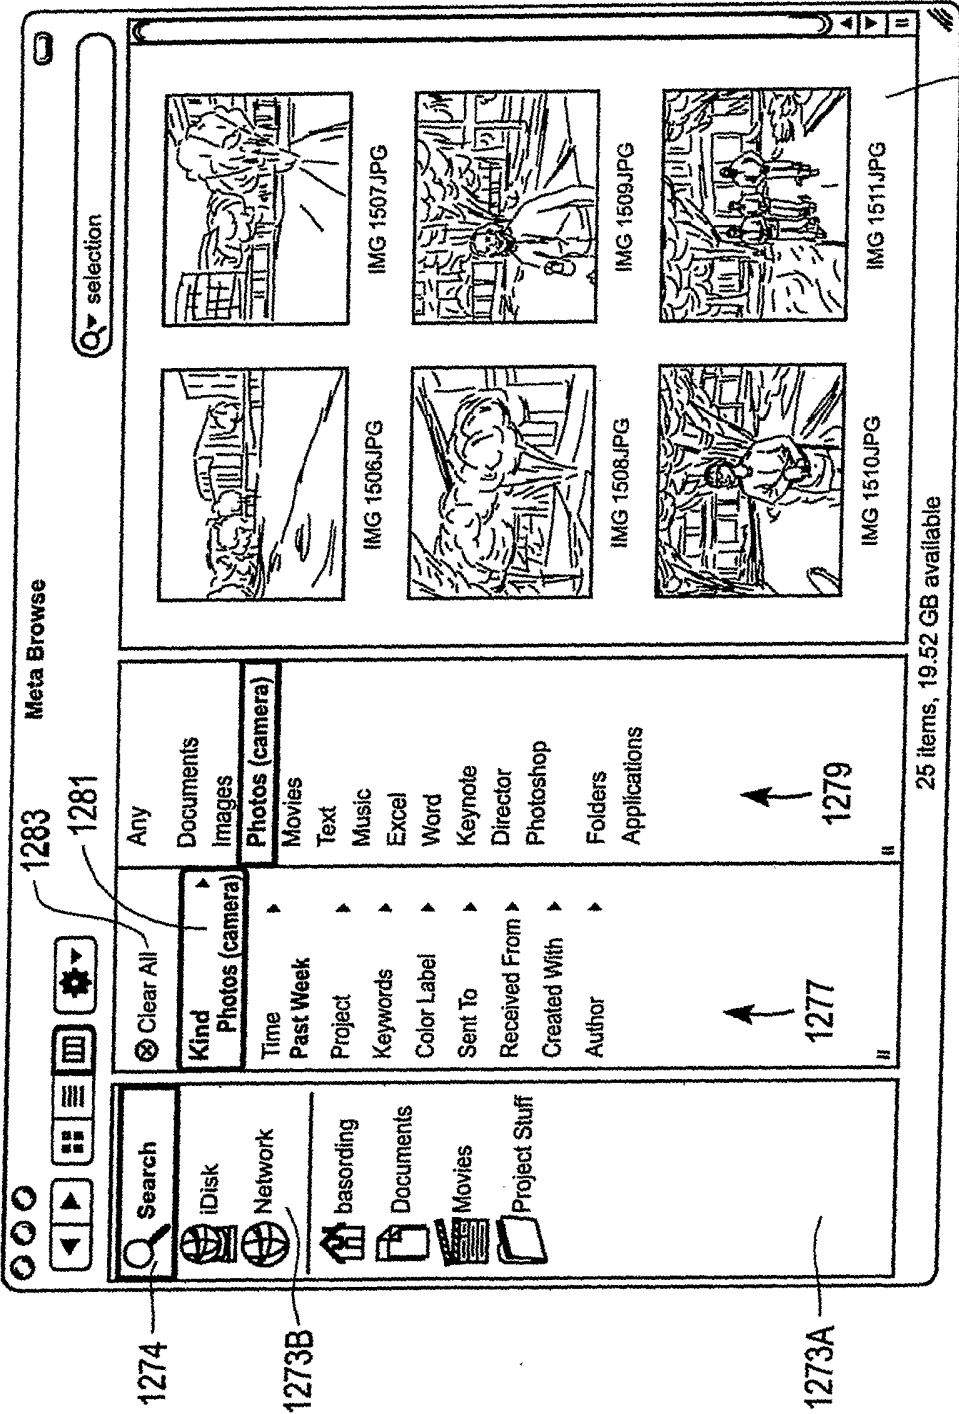 1283
1281
Meta Browse
selection
1274
Search
iDisk
Network
1273B
basording
Documents
Movies
Project Stuff
1273A
Clear All
Kind
Photos (camera)
Time
Past Week
Project
Keywords
Color Label
Sent To
Received From
Created With
Author
1277
Any
Documents
Images
Photos (camera)
Movies
Text
Music
Excel
Word
Keynote
Director
Photoshop
Folders
Applications
1279
IMG 1506JPG
IMG 1507JPG
IMG 1508JPG
IMG 1509JPG
IMG 1510JPG
IMG 1511JPG
25 items, 19.52 GB available